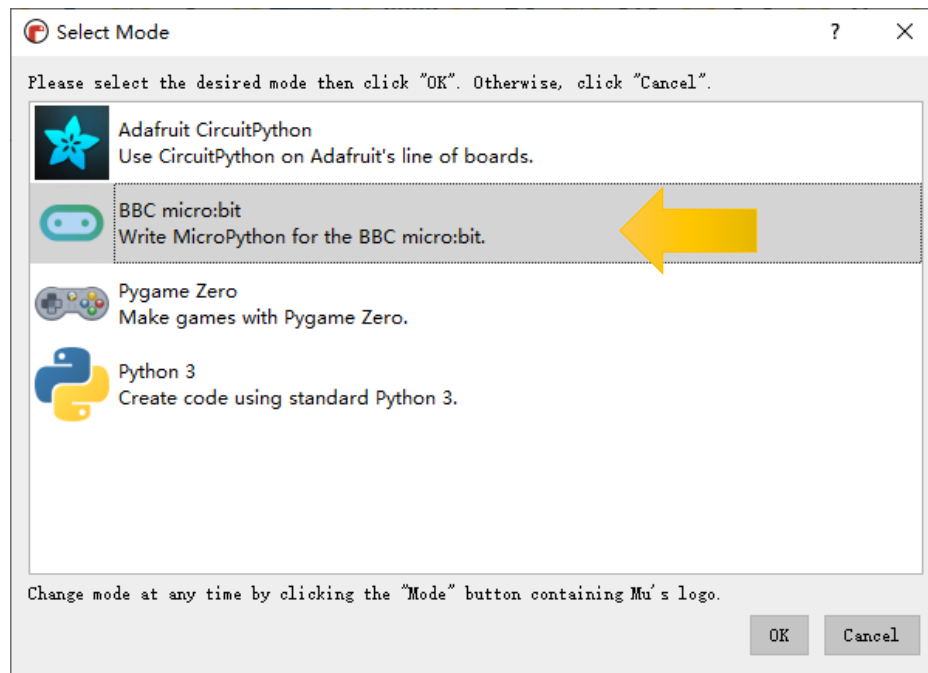 Select Mode
Please select the desired mode then click "OK". Otherwise, click "Cancel".
Adafruit CircuitPython
Use CircuitPython on Adafruit's line of boards.
BBC micro:bit
Write MicroPython for the BBC micro:bit.
Pygame Zero
Make games with Pygame Zero.
Python 3
Create code using standard Python 3.
Change mode at any time by clicking the "Mode" button containing Mu's logo.
OK Cancel